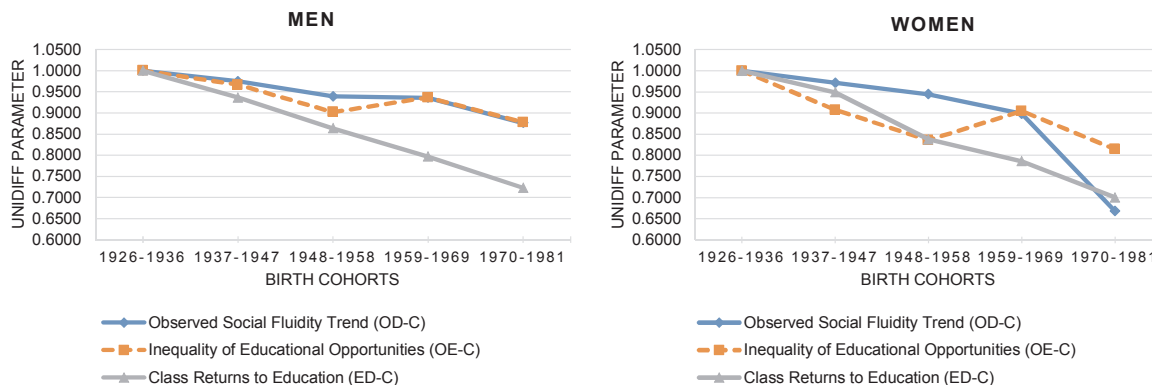 MEN
UNIDIFF PARAMETER
1.0500
1.0000
0.9500
0.9000
0.8500
0.8000
0.7500
0.7000
0.6500
0.6000
1926-1936 1937-1947 1948-1958 1959-1969 1970-1981
BIRTH COHORTS
Observed Social Fluidity Trend (OD-C)
Inequality of Educational Opportunities (OE-C)
Class Returns to Education (ED-C)
WOMEN
UNIDIFF PARAMETER
1.0500
1.0000
0.9500
0.9000
0.8500
0.8000
0.7500
0.7000
0.6500
0.6000
1926-1936 1937-1947 1948-1958 1959-1969 1970-1981
BIRTH COHORTS
Observed Social Fluidity Trend (OD-C)
Inequality of Educational Opportunities (OE-C)
Class Returns to Education (ED-C)